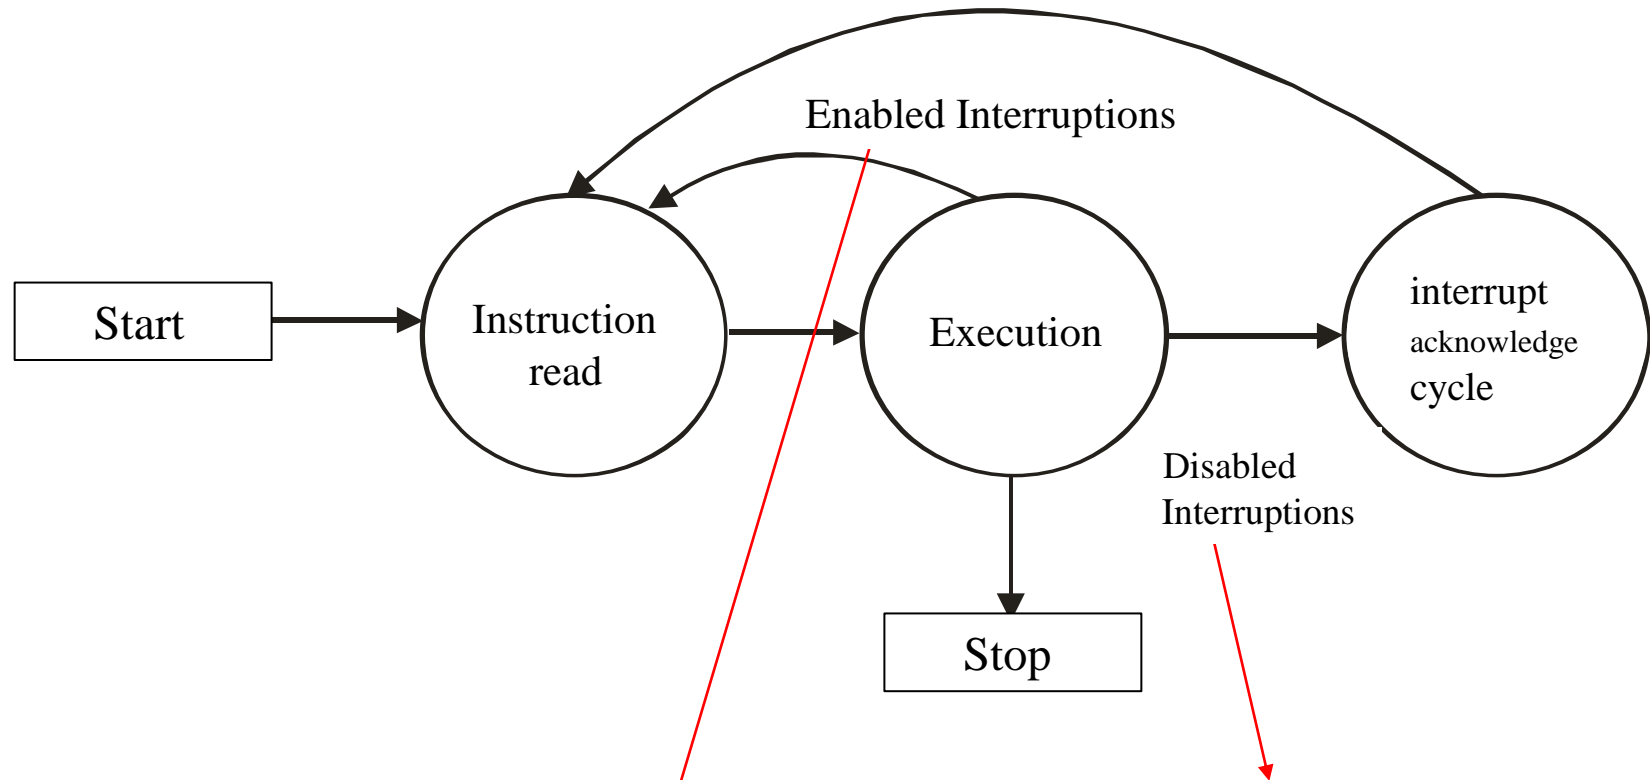 Enabled Interruptions
Start
Instruction
read
Execution
interrupt
acknowledge
cycle
Disabled
Interruptions
Stop